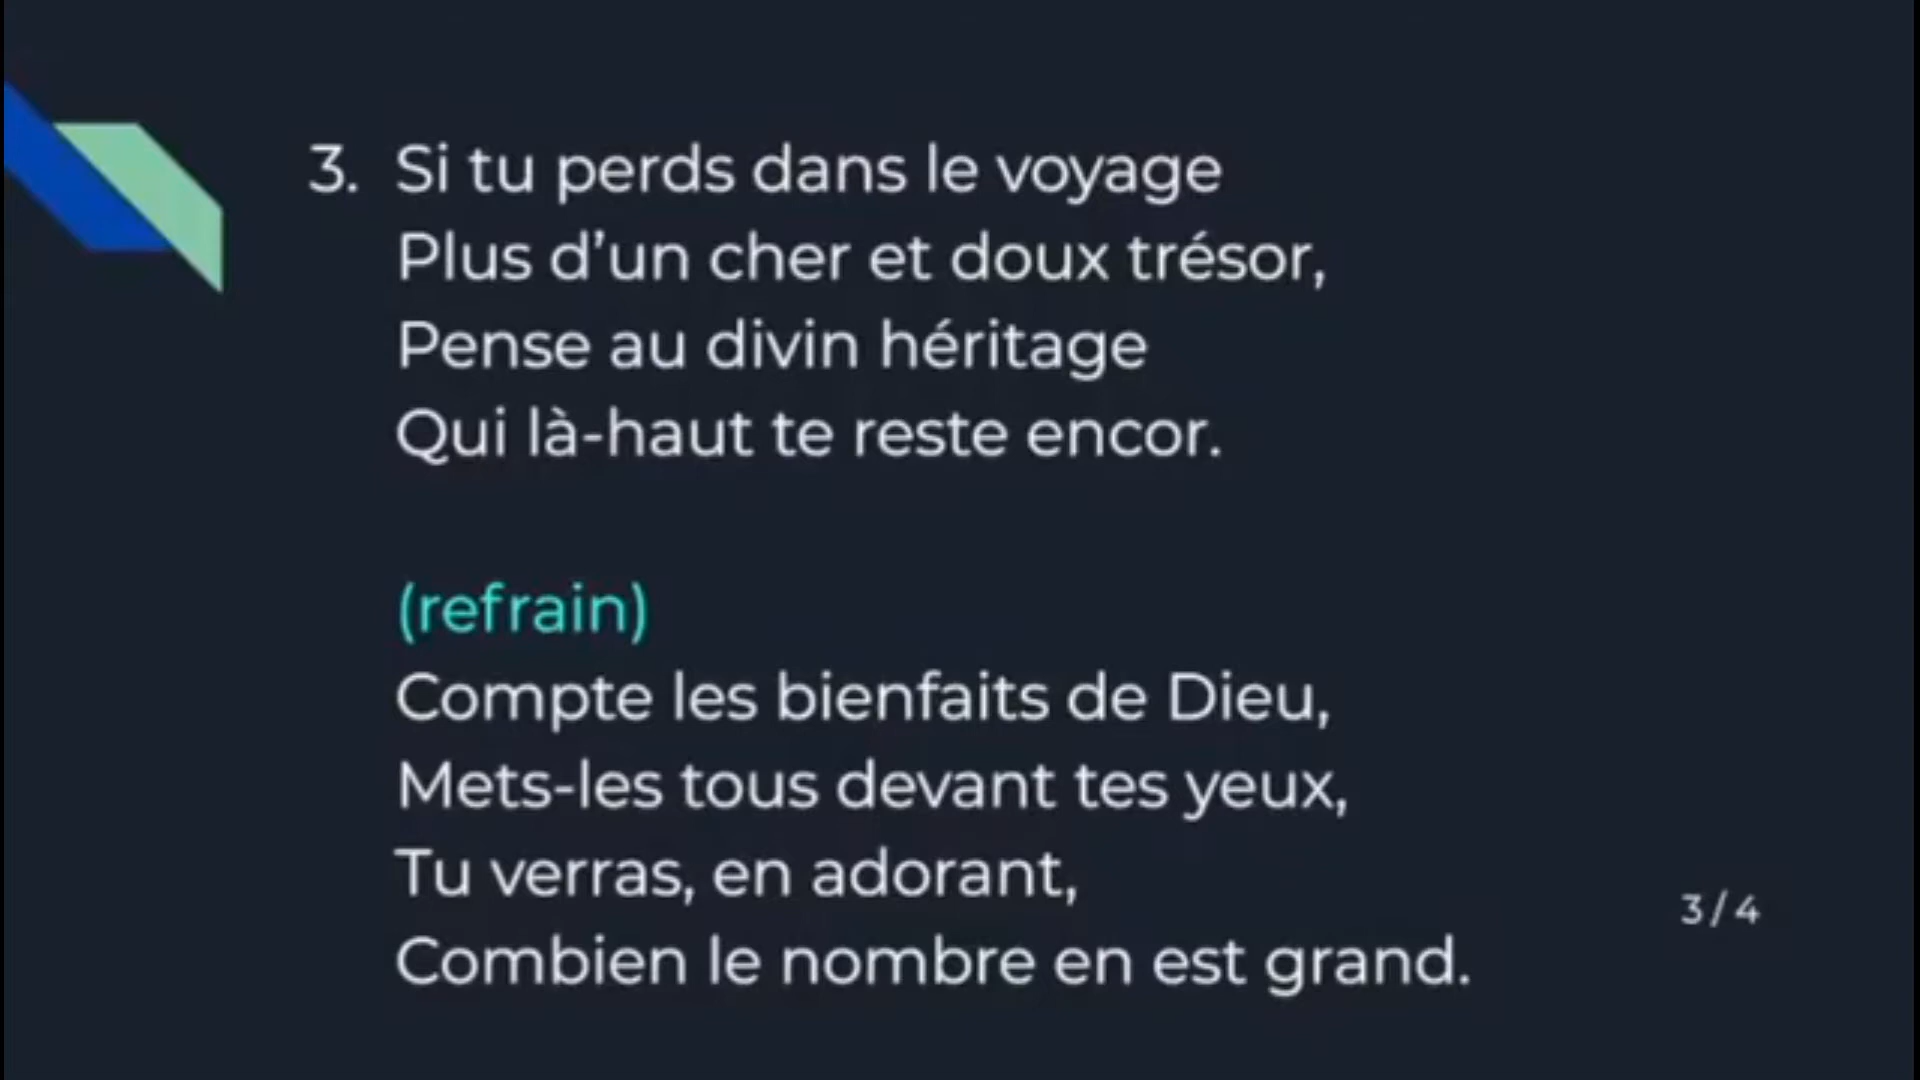 3. Si tu perds dans le voyage
Plus d’un cher et doux trésor,
Pense au divin héritage
Qui là-haut te reste encor.
(refrain)
Compte les bienfaits de Dieu,
Mets-les tous devant tes yeux,
Tu verras, en adorant,
Combien le nombre en est grand.
3 / 4